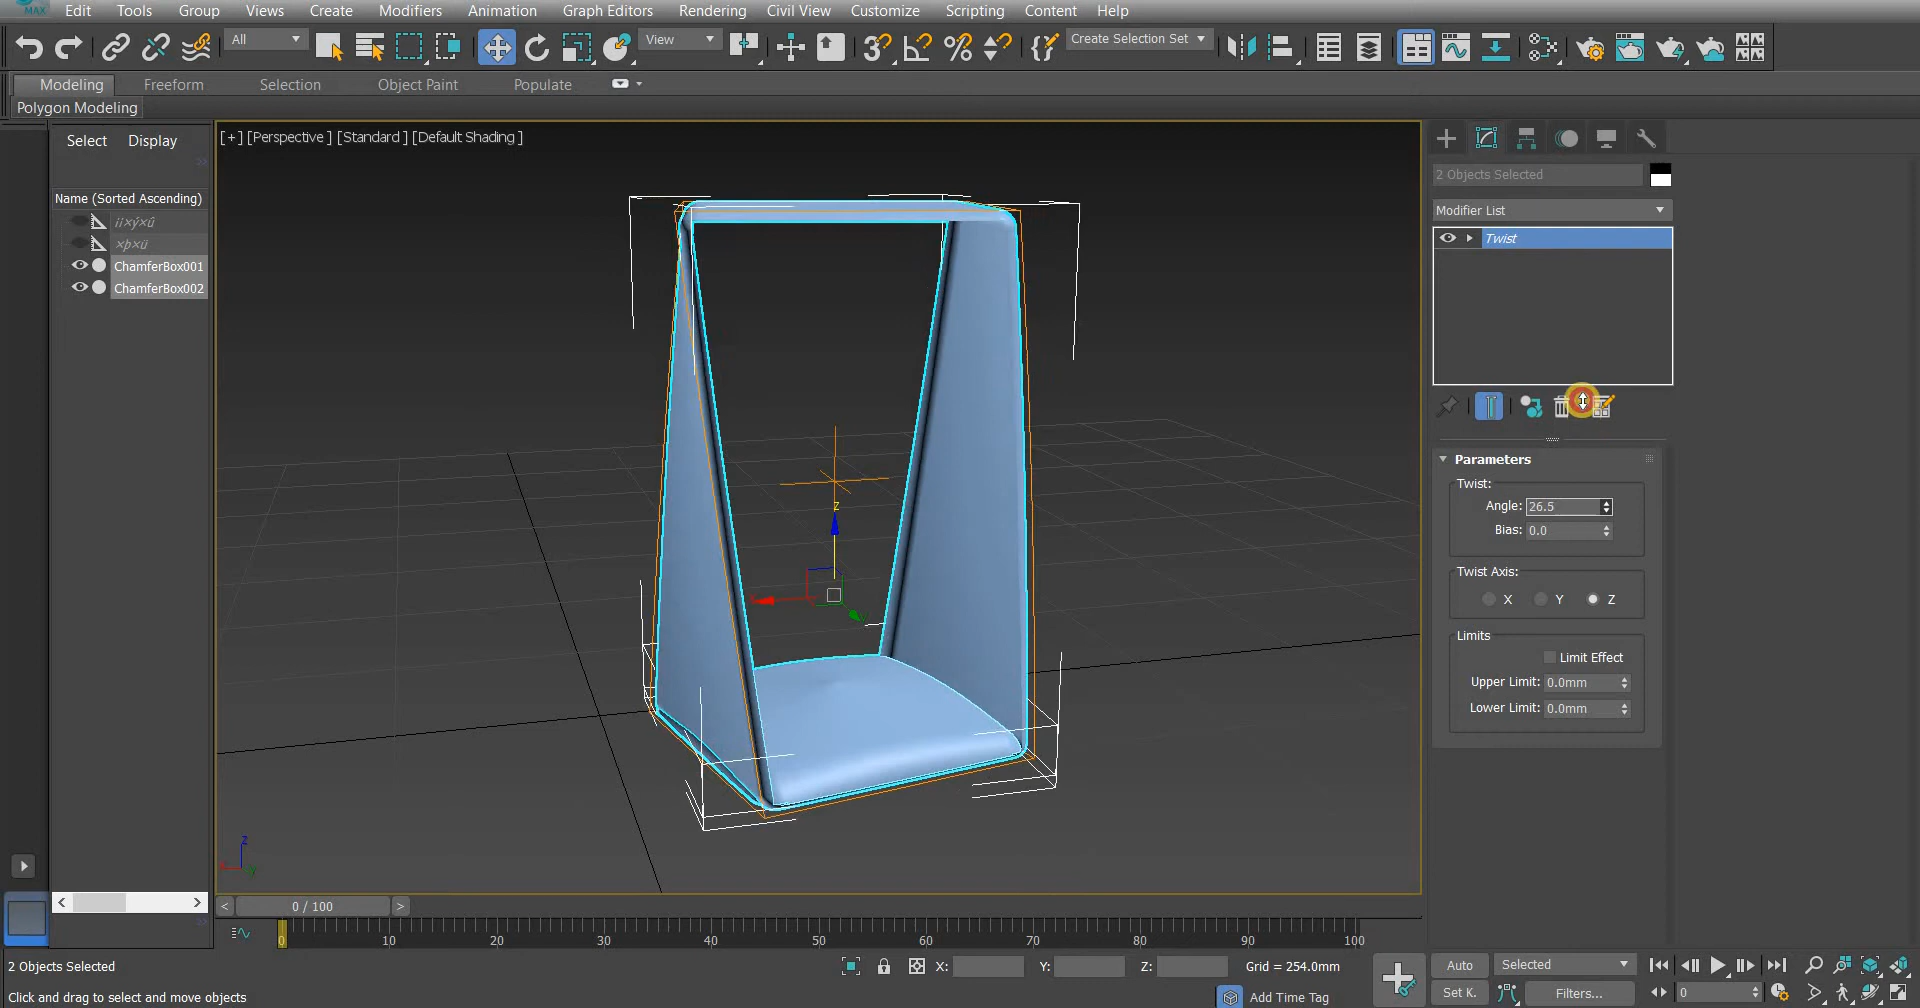 MAX Edit Tools Group Views Create Modifiers Animation Graph Editors Rendering Civil View Customize Scripting Content Help
All View Create Selection Set
Modeling Freeform Selection Object Paint Populate
Polygon Modeling
Select Display
Name (Sorted Ascending)
ChamferBox001
ChamferBox002
[+] [Perspective ] [Standard ] [Default Shading ]
z
z
0 / 100
0 10 20 30 40 50 60 70 80 90 100
2 Objects Selected
Modifier List
Twist
Parameters
Twist:
Angle: 26.5
Bias: 0.0
Twist Axis:
X Y Z
Limits
Limit Effect
Upper Limit: 0.0mm
Lower Limit: 0.0mm
2 Objects Selected
X: Y: Z: Grid = 254.0mm
Auto Selected
Click and drag to select and move objects
Add Time Tag
Set K. Filters... 0